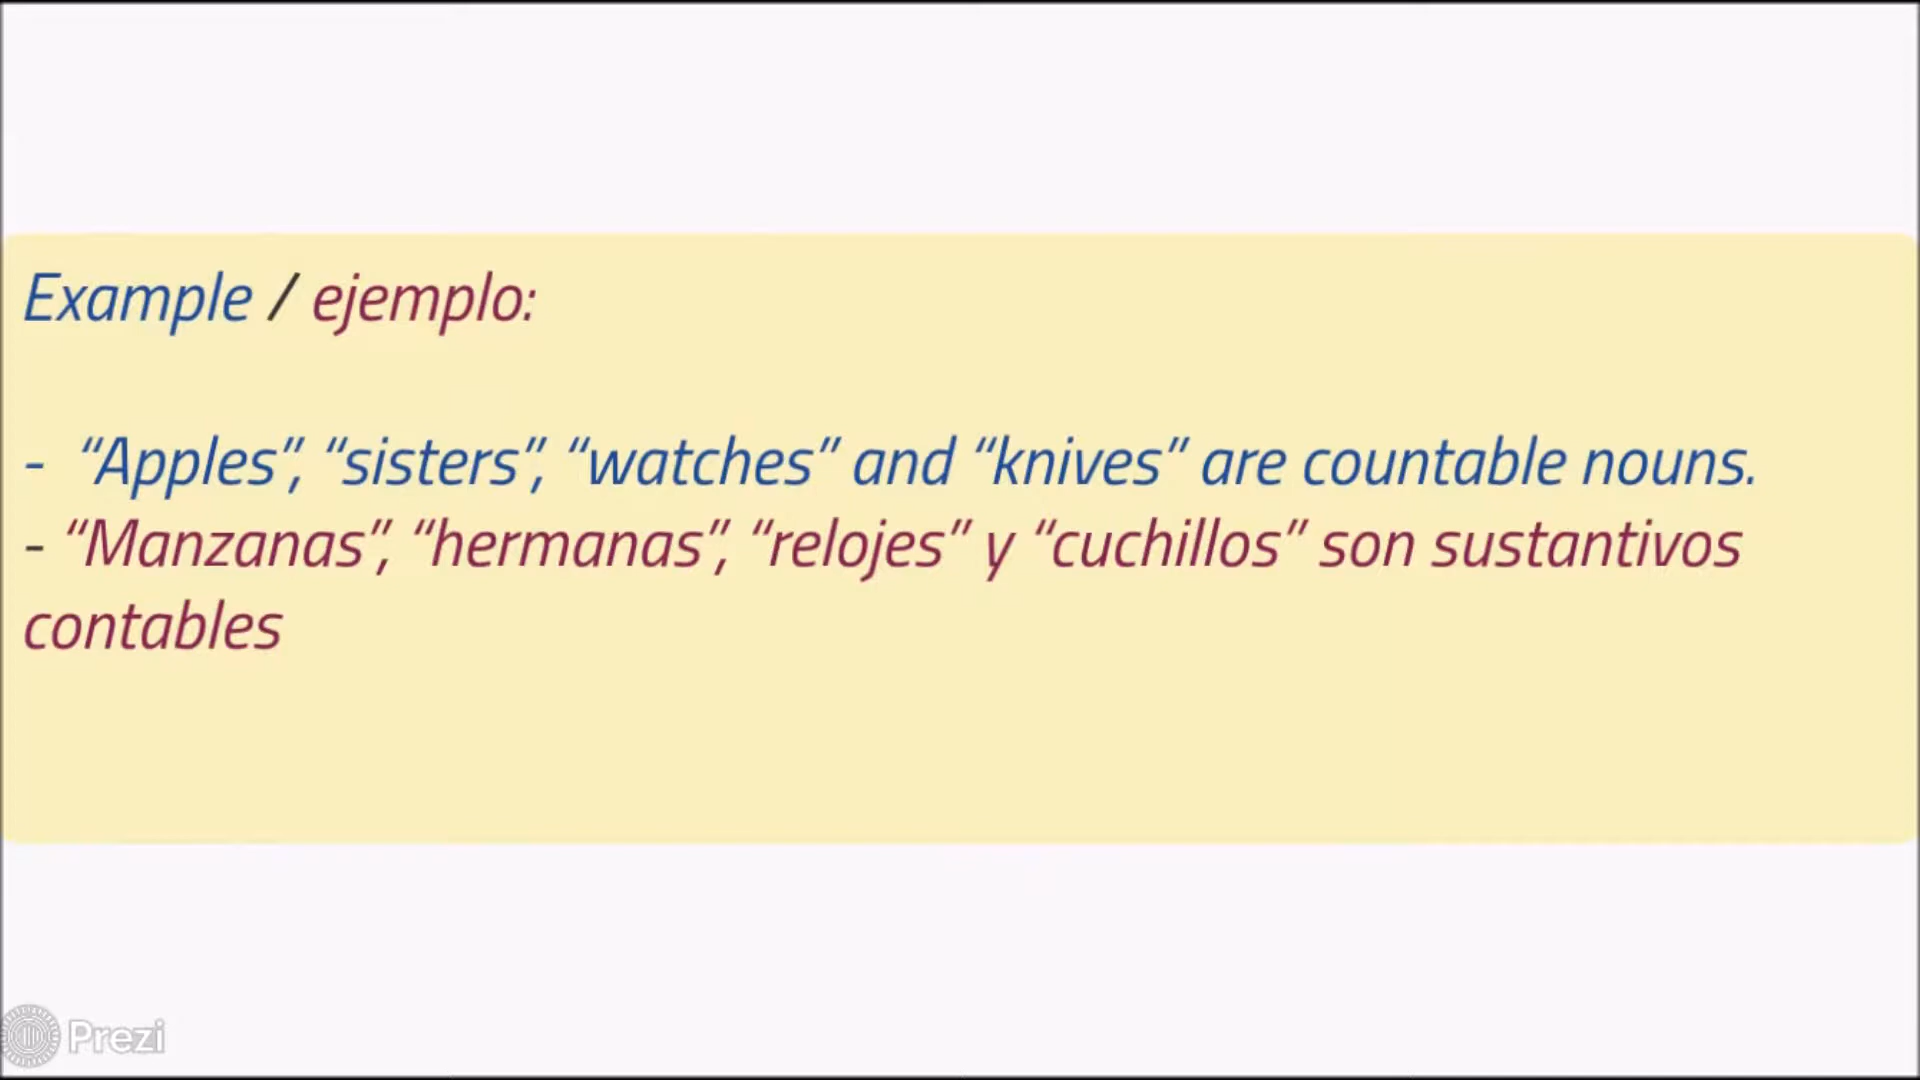 Example / ejemplo:
- “Apples”, “sisters”, “watches” and “knives” are countable nouns.
- “Manzanas”, “hermanas”, “relojes” y “cuchillos” son sustantivos
contables
Prezi